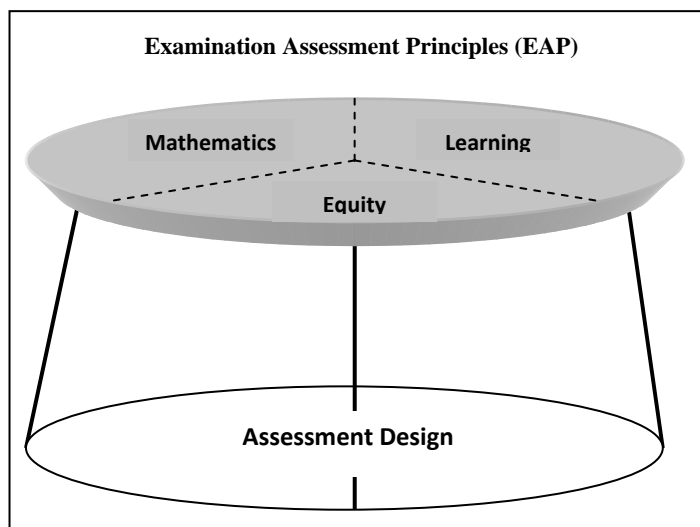 Examination Assessment Principles (EAP)
Mathematics
Learning
Equity
Assessment Design